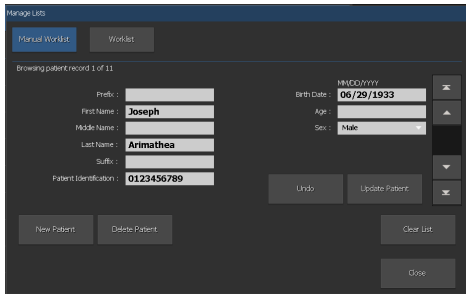 Manage Lists
Manual Worklist Worklist
Browsing patient record 1 of 11
MM/DD/YYYY
Prefix : Birth Date : 06/29/1933
First Name : Joseph Age :
Middle Name : Sex : Male
Last Name : Arimathea
Suffix :
Patient Identification : 0123456789
Undo Update Patient
New Patient Delete Patient Clear List
Close